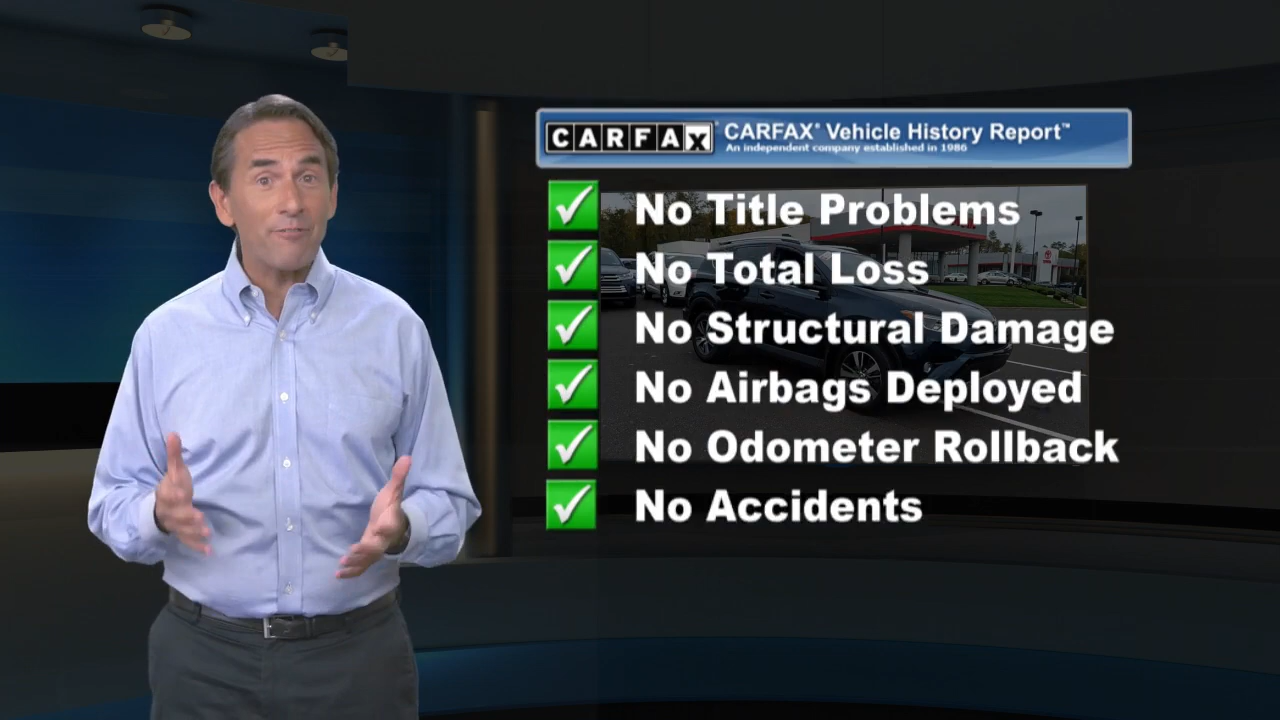 CARFAX® CARFAX® Vehicle History Report™
An independent company established in 1986
No Title Problems
No Total Loss
No Structural Damage
No Airbags Deployed
No Odometer Rollback
No Accidents